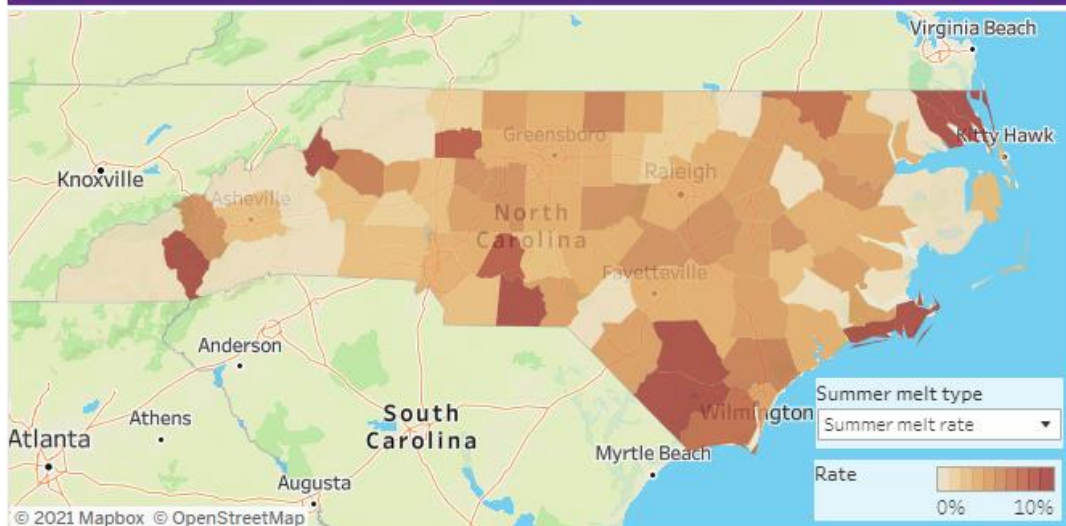 Virginia Beach
Greensboro
Kitty Hawk
Knoxville
Raleigh
Asheville
North
Carolina
Fayetteville
Anderson
Summer melt type
Athens
South
Carolina
Wilmington
Summer melt rate
Atlanta
Myrtle Beach
Rate
Augusta
0% 10%
© 2021 Mapbox © OpenStreetMap